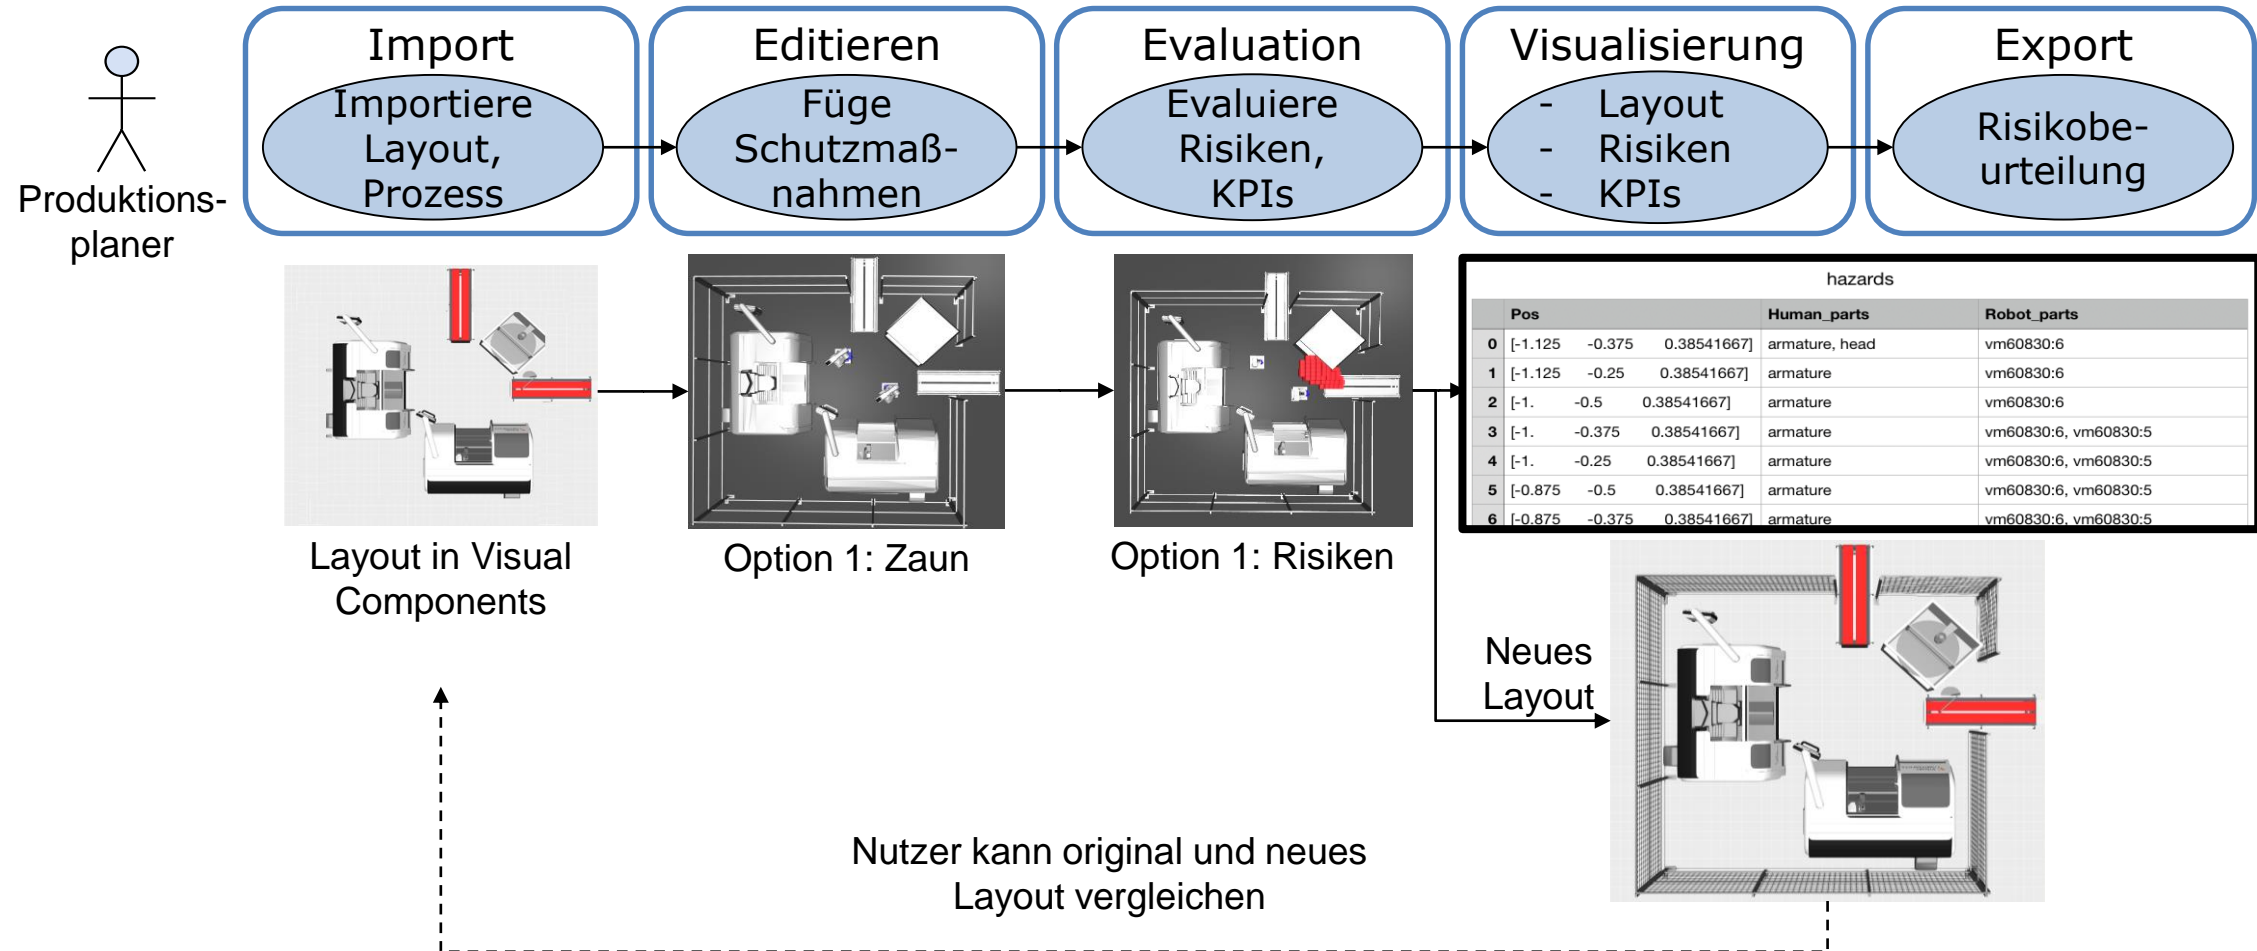 Produktions-
planer
Import
Importiere
Layout,
Prozess
Editieren
Füge
Schutzmaß-
nahmen
Evaluation
Evaluiere
Risiken,
KPIs
Visualisierung
- Layout
- Risiken
- KPIs
Export
Risikobe-
urteilung
Layout in Visual
Components
Option 1: Zaun
Option 1: Risiken
hazards
Pos Human_parts Robot_parts
0 [-1.125 -0.375 0.38541667] armature, head vm60830:6
1 [-1.125 -0.25 0.38541667] armature vm60830:6
2 [-1. -0.5 0.38541667] armature vm60830:6
3 [-1. -0.375 0.38541667] armature vm60830:6, vm60830:5
4 [-1. -0.25 0.38541667] armature vm60830:6, vm60830:5
5 [-0.875 -0.5 0.38541667] armature vm60830:6, vm60830:5
6 [-0.875 -0.375 0.38541667] armature vm60830:6, vm60830:5
Neues
Layout
Nutzer kann original und neues
Layout vergleichen